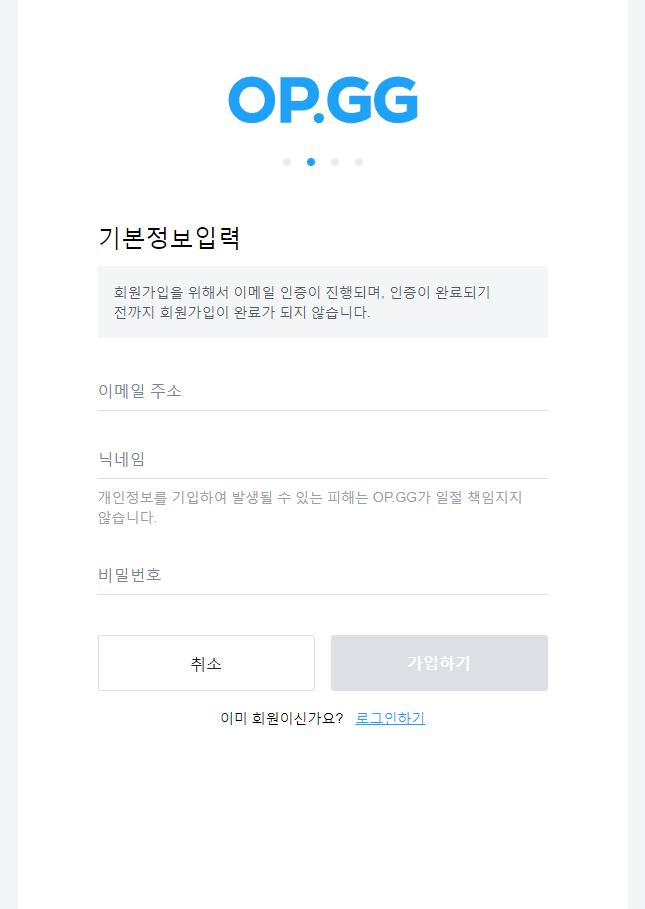 OP.GG
기본정보입력
회원가입을 위해서 이메일 인증이 진행되며, 인증이 완료되기
전까지 회원가입이 완료가 되지 않습니다.
이메일 주소
닉네임
개인정보를 기입하여 발생될 수 있는 피해는 OP.GG가 일절 책임지지
않습니다.
비밀번호
취소
가입하기
이미 회원이신가요? 로그인하기